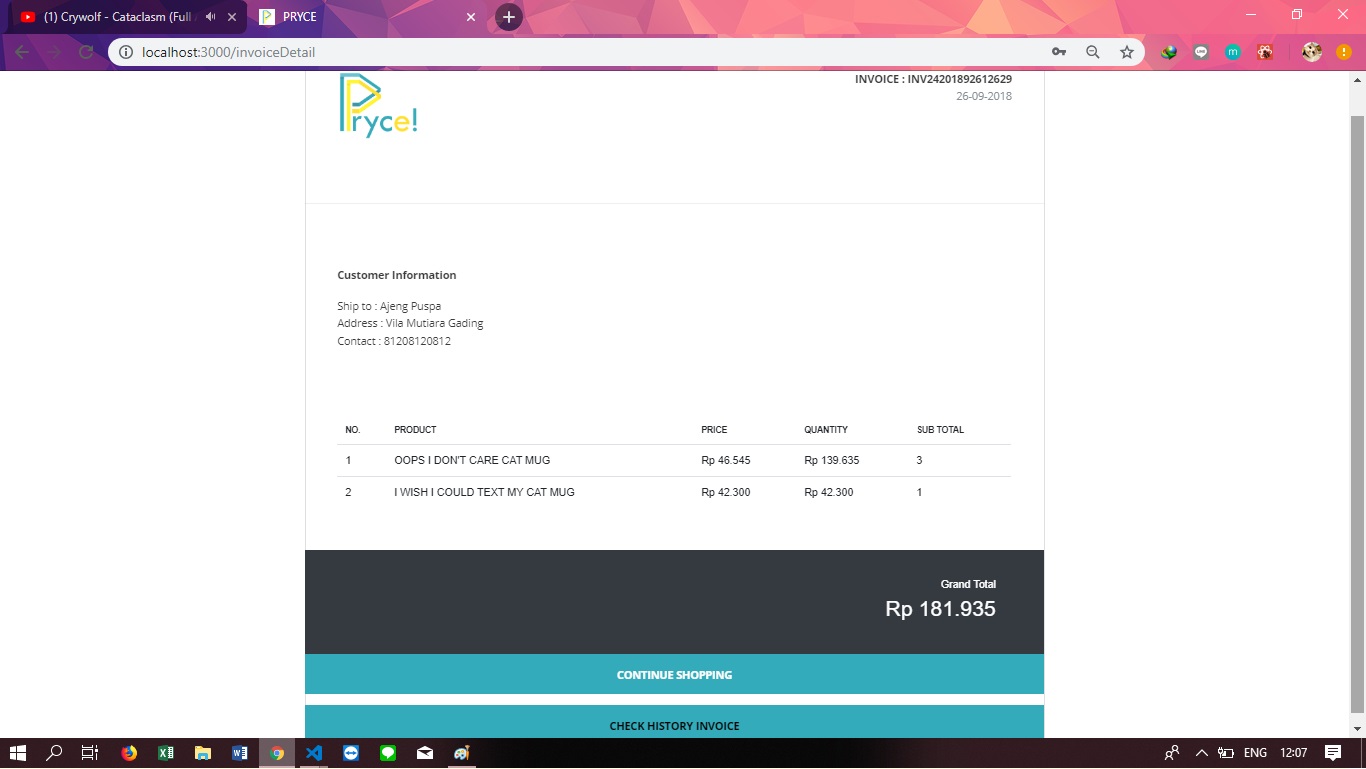 (1) Crywolf - Cataclasm (Full
PRYCE
localhost:3000/invoiceDetail
Pryce!
INVOICE : INV24201892612629
26-09-2018
Customer Information
Ship to : Ajeng Puspa
Address : Vila Mutiara Gading
Contact : 81208120812
NO. PRODUCT PRICE QUANTITY SUB TOTAL
1 OOPS I DON'T CARE CAT MUG Rp 46.545 Rp 139.635 3
2 I WISH I COULD TEXT MY CAT MUG Rp 42.300 Rp 42.300 1
Grand Total
Rp 181.935
CONTINUE SHOPPING
CHECK HISTORY INVOICE
ENG 12:07